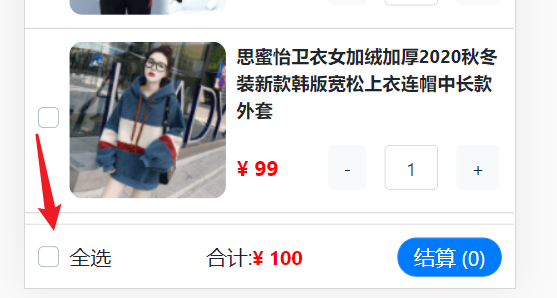 思蜜怡卫衣女加绒加厚2020秋冬
装新款韩版宽松上衣连帽中长款
外套
¥ 99 - 1 +
全选 合计:¥ 100 结算 (0)